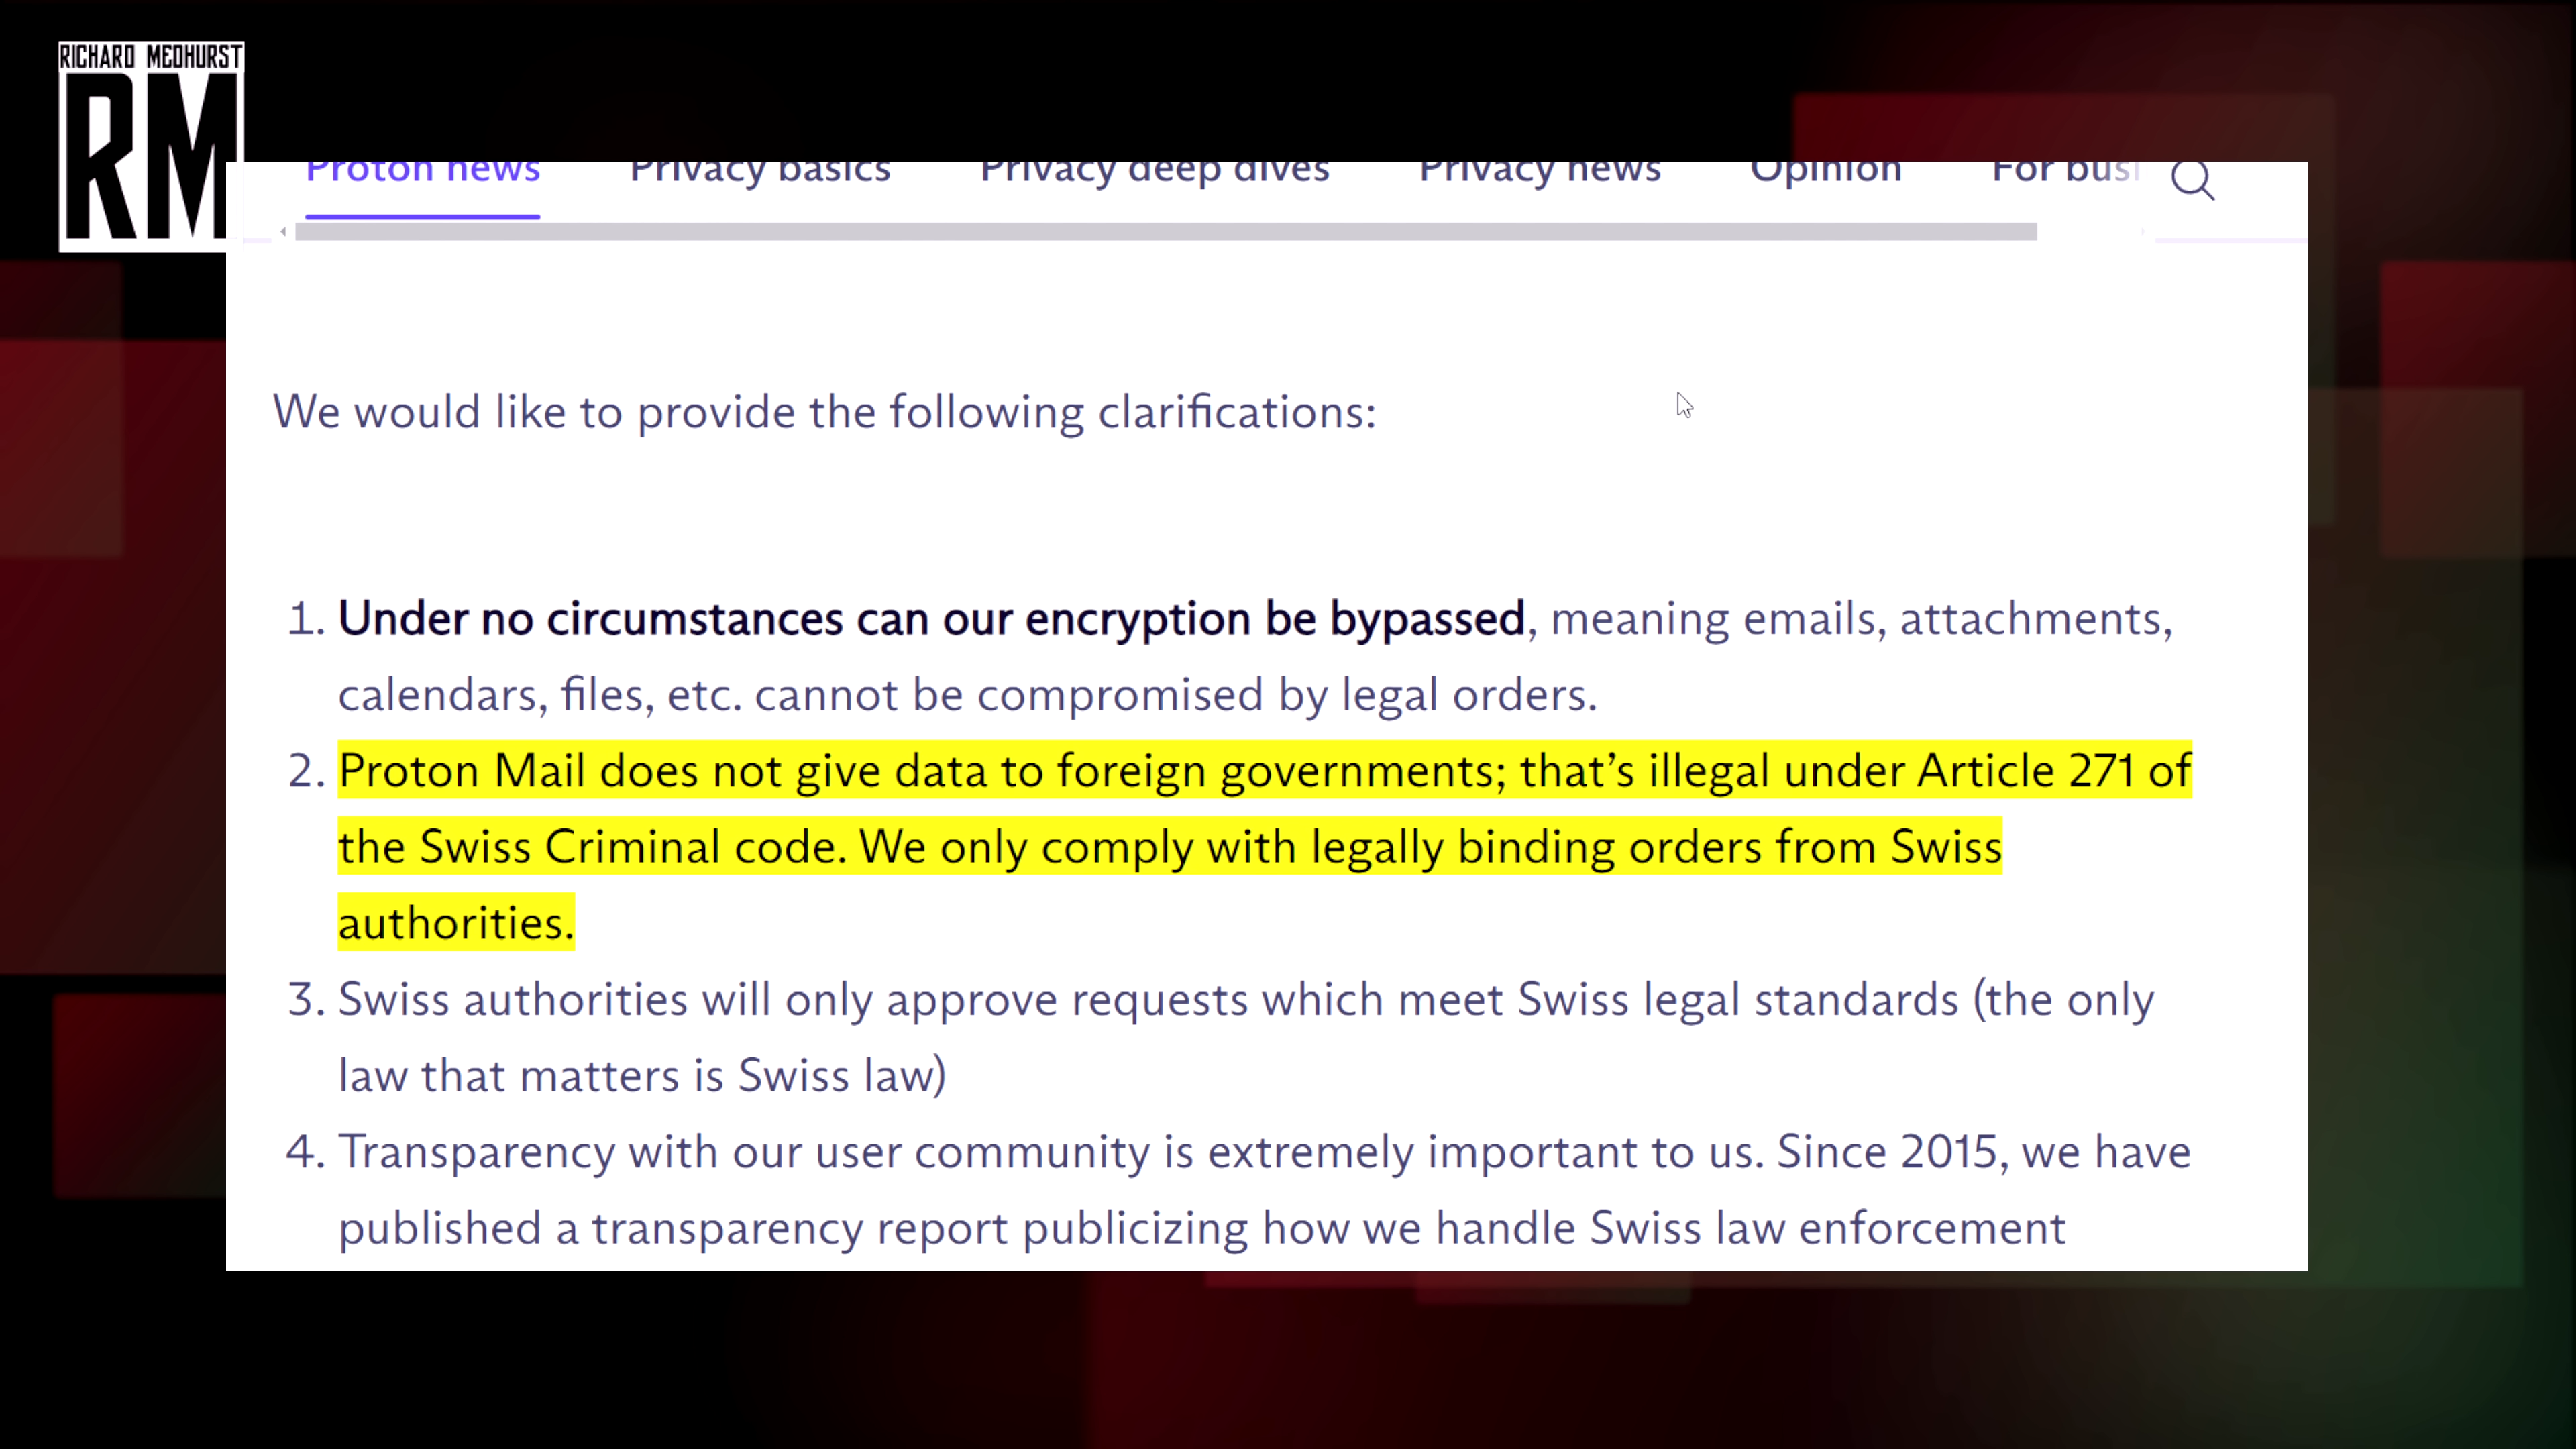 RICHARD MEDHURST
RM
Proton news Privacy basics Privacy deep dives Privacy news Opinion For busi
We would like to provide the following clarifications:
1. Under no circumstances can our encryption be bypassed, meaning emails, attachments,
calendars, files, etc. cannot be compromised by legal orders.
2. Proton Mail does not give data to foreign governments; that’s illegal under Article 271 of
the Swiss Criminal code. We only comply with legally binding orders from Swiss
authorities.
3. Swiss authorities will only approve requests which meet Swiss legal standards (the only
law that matters is Swiss law)
4. Transparency with our user community is extremely important to us. Since 2015, we have
published a transparency report publicizing how we handle Swiss law enforcement